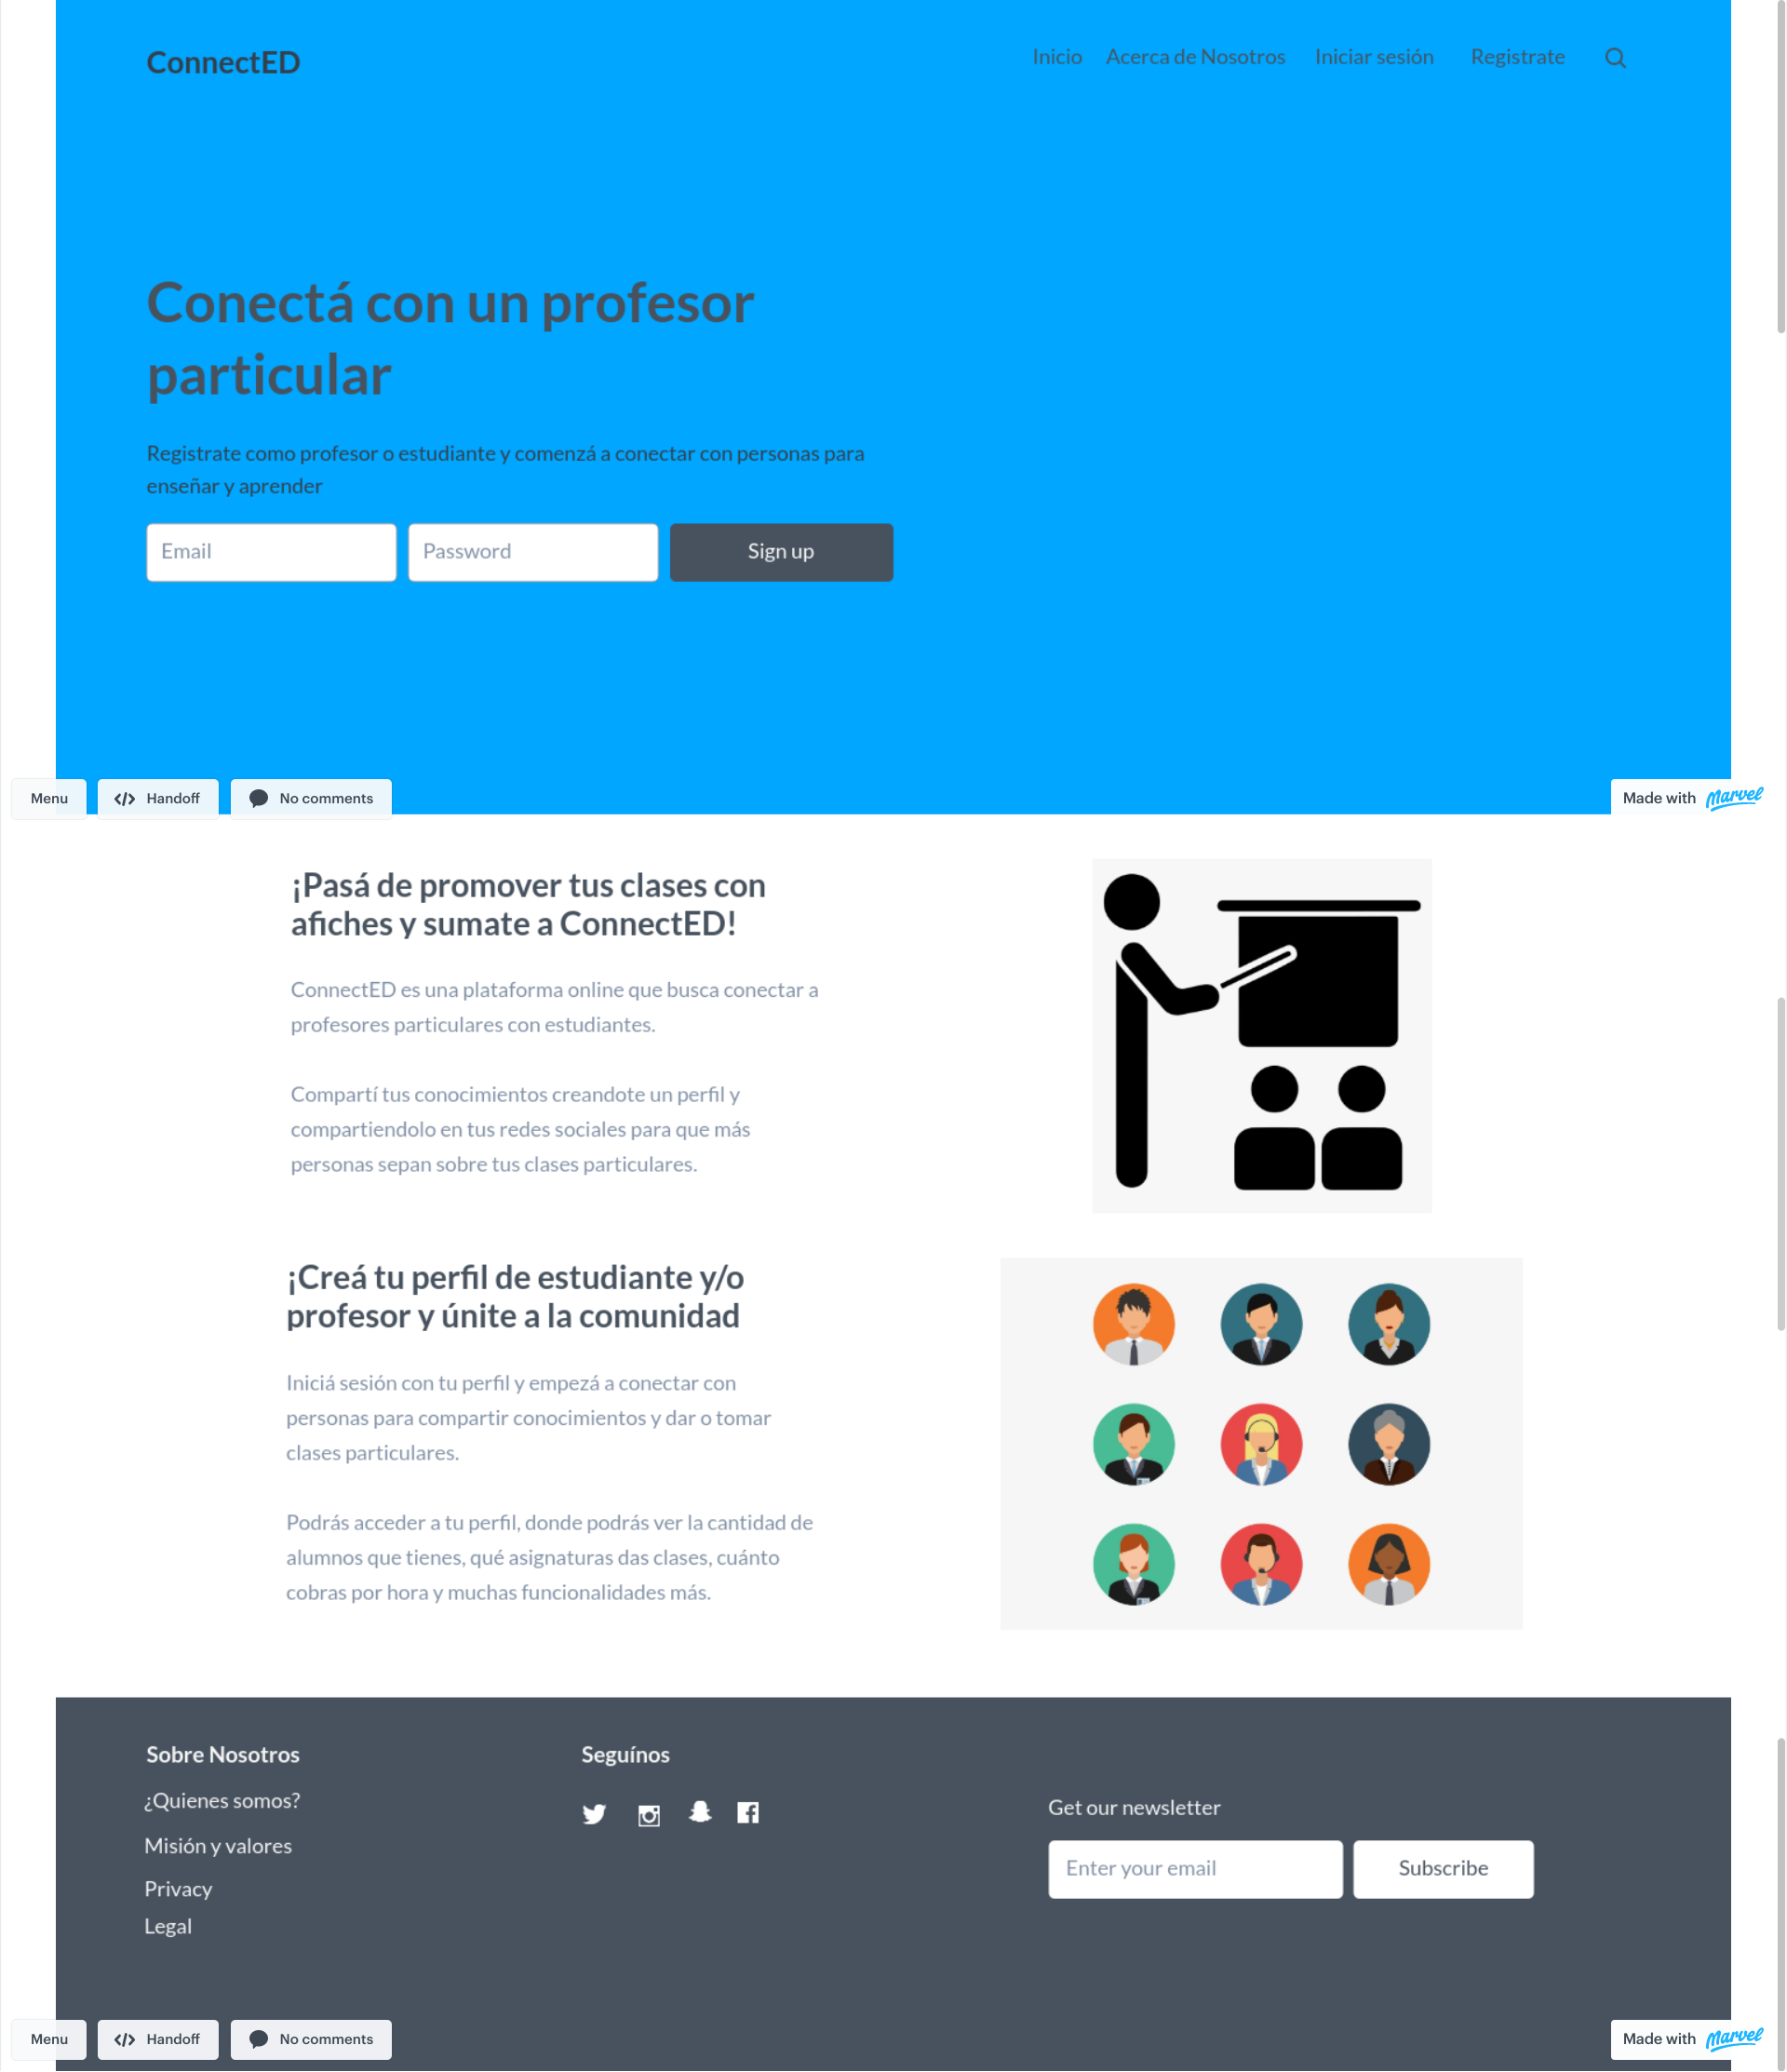 ConnectED
Inicio Acerca de Nosotros Iniciar sesión Registrate
Conectá con un profesor
particular
Registrate como profesor o estudiante y comenzá a conectar con personas para
enseñar y aprender
Email Password Sign up
Menu Handoff No comments Made with Marvel
¡Pasá de promover tus clases con
afiches y sumate a ConnectED!
ConnectED es una plataforma online que busca conectar a
profesores particulares con estudiantes.
Compartí tus conocimientos creandote un perfil y
compartiendolo en tus redes sociales para que más
personas sepan sobre tus clases particulares.
¡Creá tu perfil de estudiante y/o
profesor y únite a la comunidad
Iniciá sesión con tu perfil y empezá a conectar con
personas para compartir conocimientos y dar o tomar
clases particulares.
Podrás acceder a tu perfil, donde podrás ver la cantidad de
alumnos que tienes, qué asignaturas das clases, cuánto
cobras por hora y muchas funcionalidades más.
Sobre Nosotros
¿Quienes somos?
Misión y valores
Privacy
Legal
Seguínos
Get our newsletter
Enter your email Subscribe
Menu Handoff No comments Made with Marvel